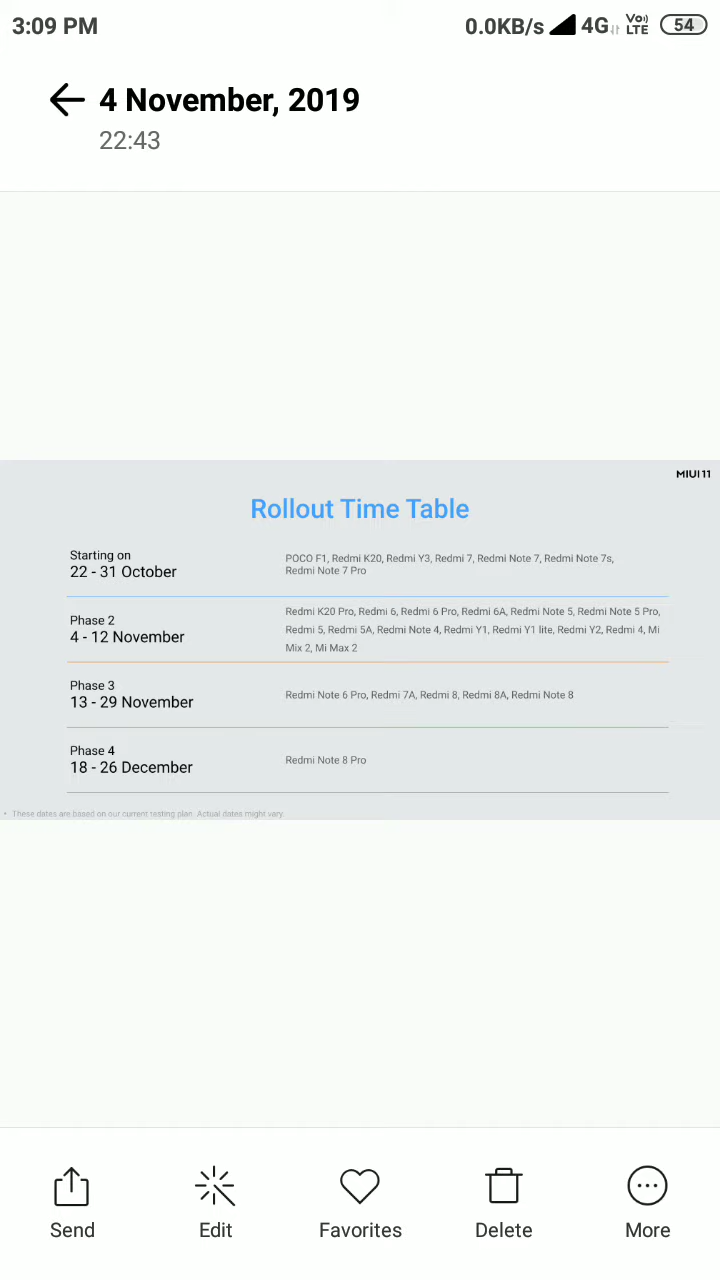 3:09 PM
0.0KB/s 4G Vo) LTE 54
4 November, 2019
22:43
MIUI 11
Rollout Time Table
Starting on
22 - 31 October
POCO F1, Redmi K20, Redmi Y3, Redmi 7, Redmi Note 7, Redmi Note 7s,
Redmi Note 7 Pro
Phase 2
4 - 12 November
Redmi K20 Pro, Redmi 6, Redmi 6 Pro, Redmi 6A, Redmi Note 5, Redmi Note 5 Pro,
Redmi 5, Redmi 5A, Redmi Note 4, Redmi Y1, Redmi Y1 lite, Redmi Y2, Redmi 4, Mi
Mix 2, Mi Max 2
Phase 3
13 - 29 November
Redmi Note 6 Pro, Redmi 7A, Redmi 8, Redmi 8A, Redmi Note 8
Phase 4
18 - 26 December
Redmi Note 8 Pro
• These dates are based on our current testing plan. Actual dates might vary.
Send
Edit
Favorites
Delete
More